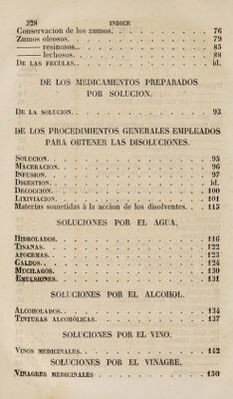 328 INDICE
Conservacion de los zumos. 76
Zumos oleosos. 79
—— resinosos.. 85
—— lechosos. 88
DE LAS FECULAS. id.
DE LOS MEDICAMENTOS PREPARADOS
POR SOLUCION.
DE LA SOLUCION. 93
DE LOS PROCEDIMIENTOS GENERALES EMPLEADOS
PARA OBTENER LAS DISOLUCIONES.
SOLUCION. 95
MACERACION. 96
INFUSION. 97
DIGESTION. id.
DECOCCION. 100
LIXIVIACION. 101
Materias sometidas á la accion de los disolventes. 115
SOLUCIONES POR EL AGUA.
HIDROLADOS. 116
TISANAS. 122
APOCEMAS. 123
CALDOS. 124
MUCILAGOS. 130
EMULSIONES. 131
SOLUCIONES POR EL ALCOHOL.
ALCOHOLADOS. 134
TINTURAS ALCOHÓLICAS. 137
SOLUCIONES POR EL VINO.
VINOS MEDICINALES. 142
SOLUCIONES POR EL VINAGRE.
VINAGRES MEDICINALES 150